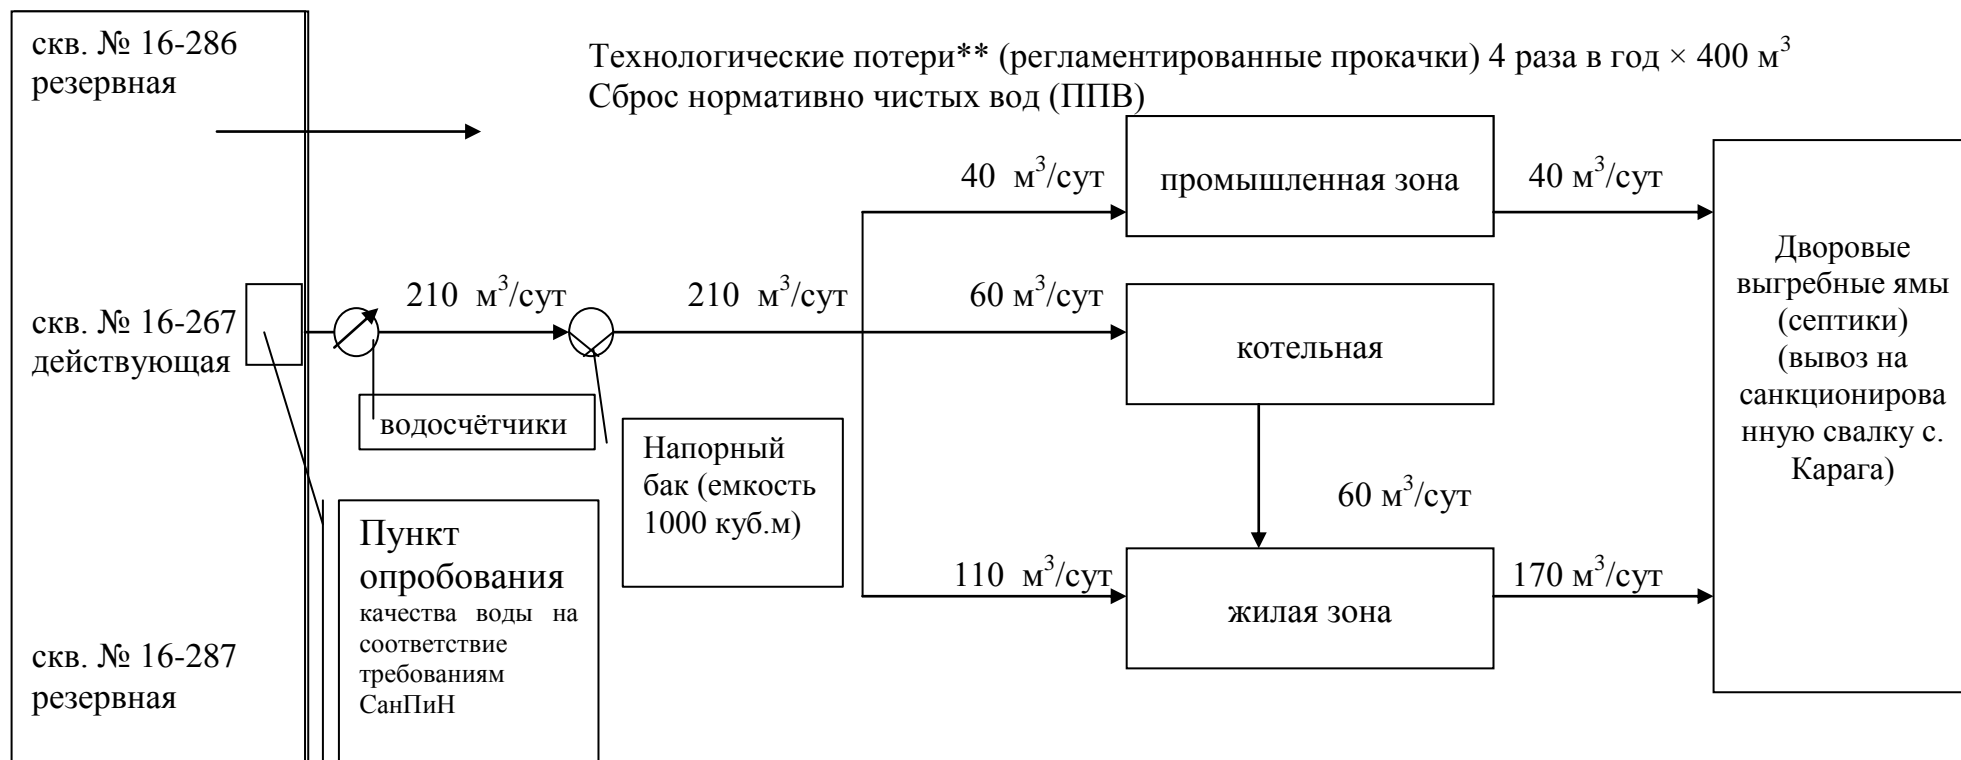 скв. № 16-286
резервная
Технологические потери** (регламентированные прокачки) 4 раза в год × 400 м³
Сброс нормативно чистых вод (ППВ)
40 м³/сут
промышленная зона
40 м³/сут
скв. № 16-267
действующая
210 м³/сут
210 м³/сут
60 м³/сут
котельная
водосчётчики
Напорный
бак (емкость
1000 куб.м)
60 м³/сут
Пункт
опробования
качества воды на
соответствие
требованиям
СанПиН
110 м³/сут
жилая зона
170 м³/сут
Дворовые
выгребные ямы
(септики)
(вывоз на
санкционирова
нную свалку с.
Карага)
скв. № 16-287
резервная